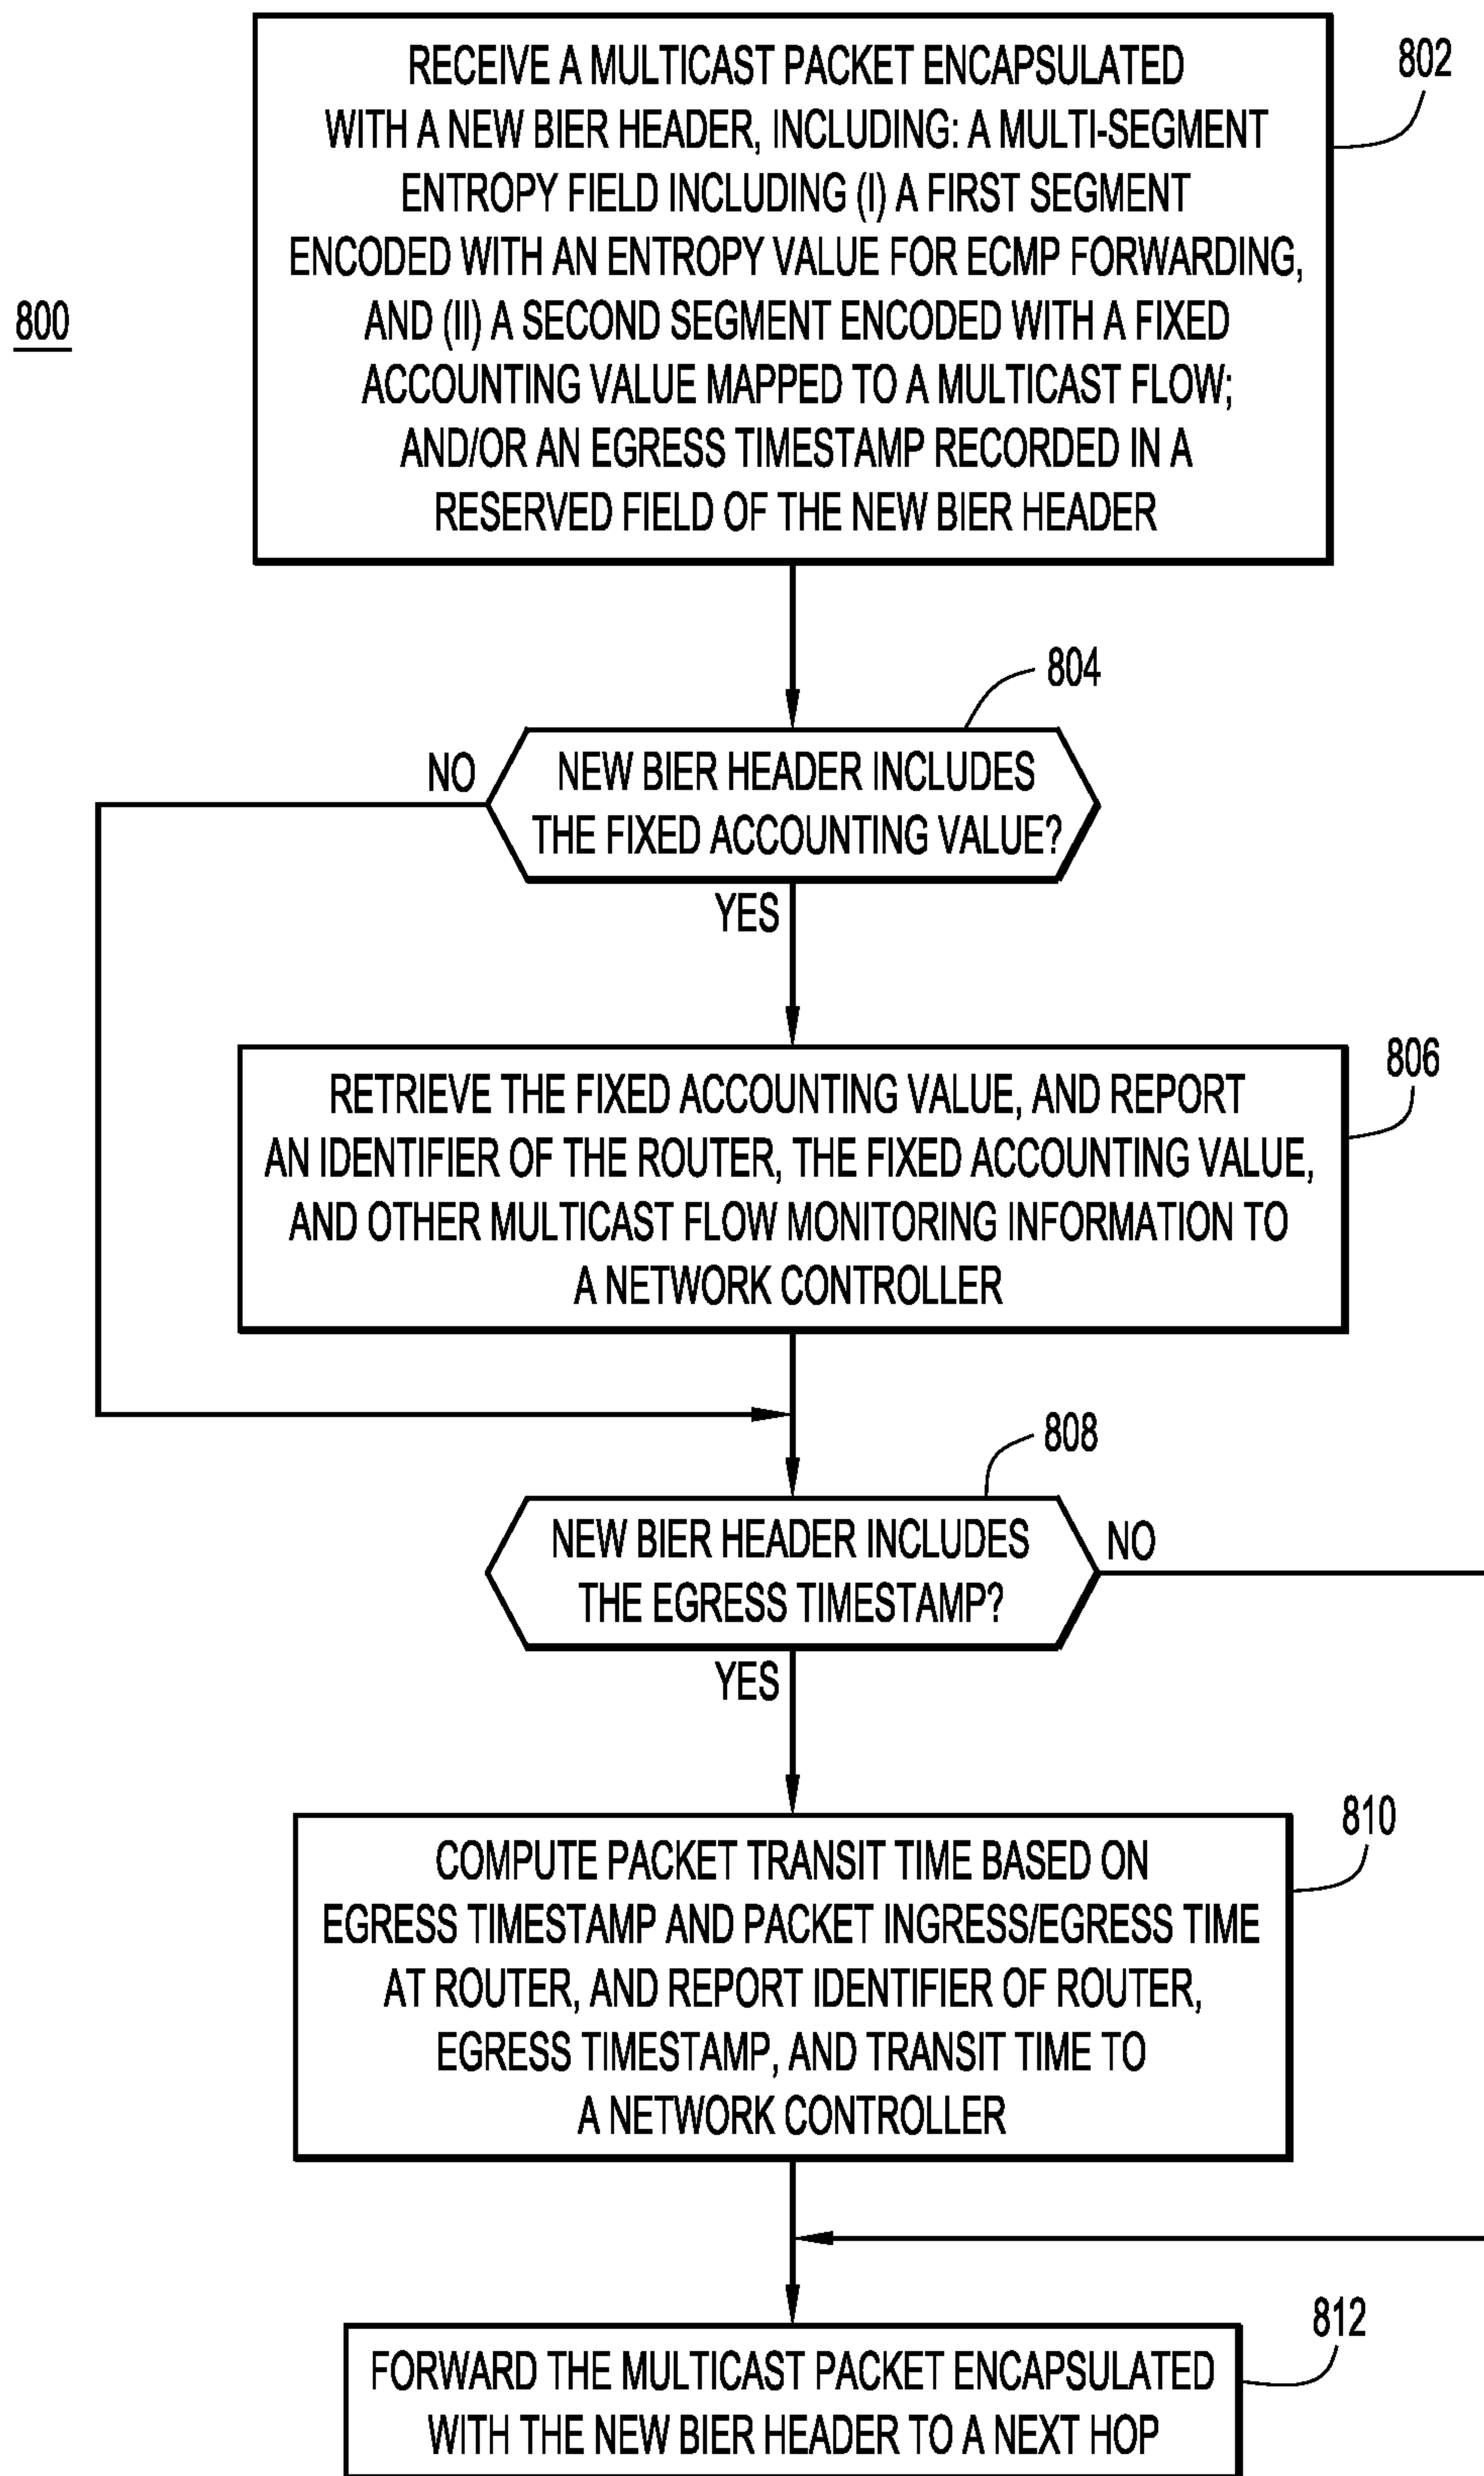 802
RECEIVE A MULTICAST PACKET ENCAPSULATED
WITH A NEW BIER HEADER, INCLUDING: A MULTI-SEGMENT
ENTROPY FIELD INCLUDING (I) A FIRST SEGMENT
ENCODED WITH AN ENTROPY VALUE FOR ECMP FORWARDING,
AND (II) A SECOND SEGMENT ENCODED WITH A FIXED
ACCOUNTING VALUE MAPPED TO A MULTICAST FLOW;
AND/OR AN EGRESS TIMESTAMP RECORDED IN A
RESERVED FIELD OF THE NEW BIER HEADER
800
804
NO
NEW BIER HEADER INCLUDES
THE FIXED ACCOUNTING VALUE?
YES
806
RETRIEVE THE FIXED ACCOUNTING VALUE, AND REPORT
AN IDENTIFIER OF THE ROUTER, THE FIXED ACCOUNTING VALUE,
AND OTHER MULTICAST FLOW MONITORING INFORMATION TO
A NETWORK CONTROLLER
808
NEW BIER HEADER INCLUDES
THE EGRESS TIMESTAMP?
NO
YES
810
COMPUTE PACKET TRANSIT TIME BASED ON
EGRESS TIMESTAMP AND PACKET INGRESS/EGRESS TIME
AT ROUTER, AND REPORT IDENTIFIER OF ROUTER,
EGRESS TIMESTAMP, AND TRANSIT TIME TO
A NETWORK CONTROLLER
812
FORWARD THE MULTICAST PACKET ENCAPSULATED
WITH THE NEW BIER HEADER TO A NEXT HOP